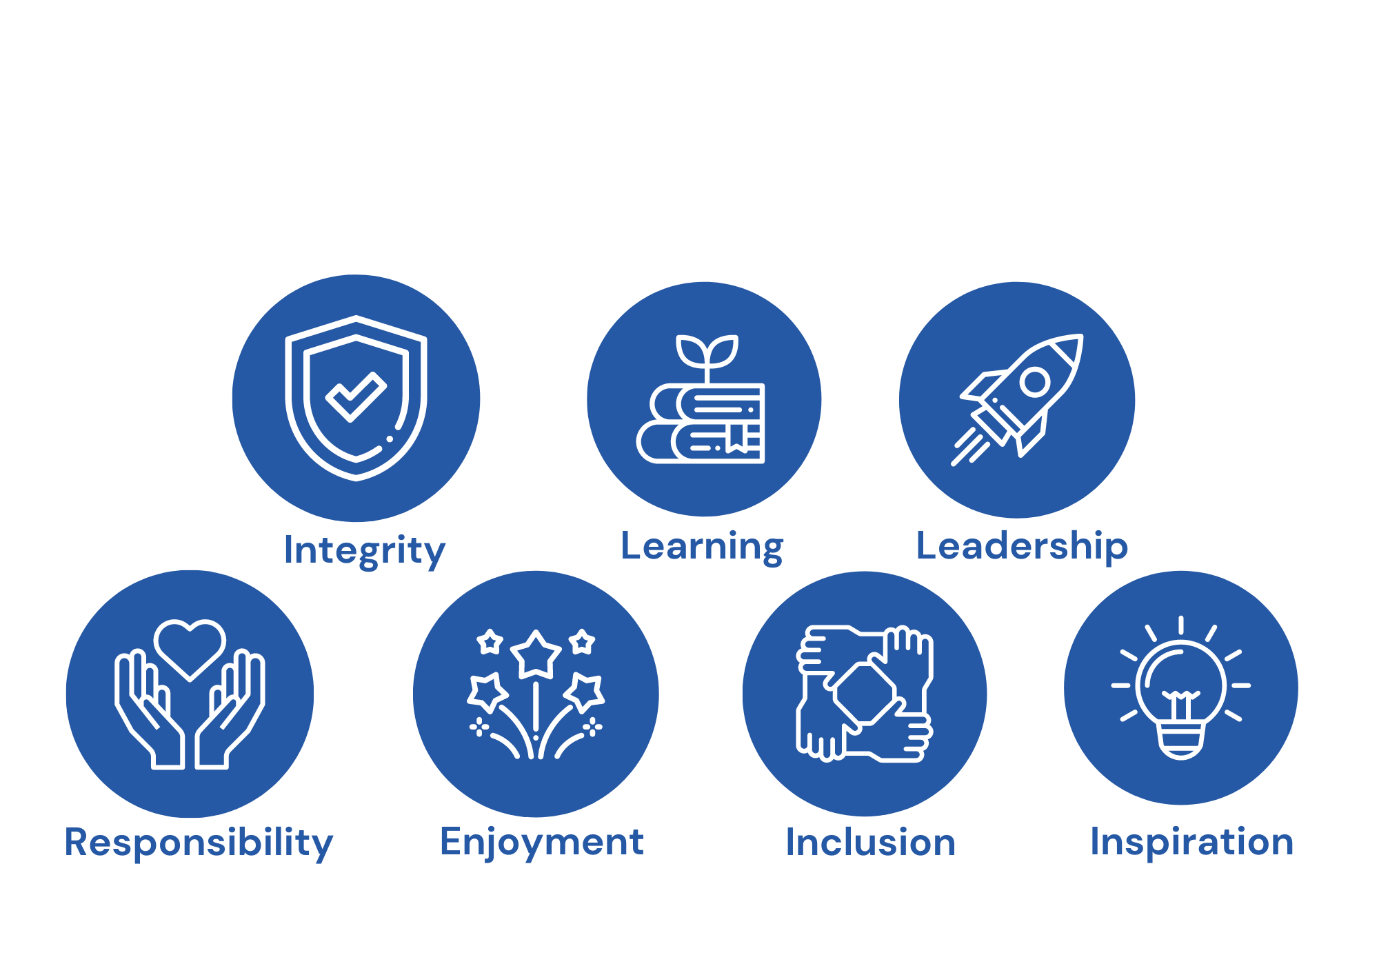 Integrity
Learning
Leadership
Responsibility
Enjoyment
Inclusion
Inspiration